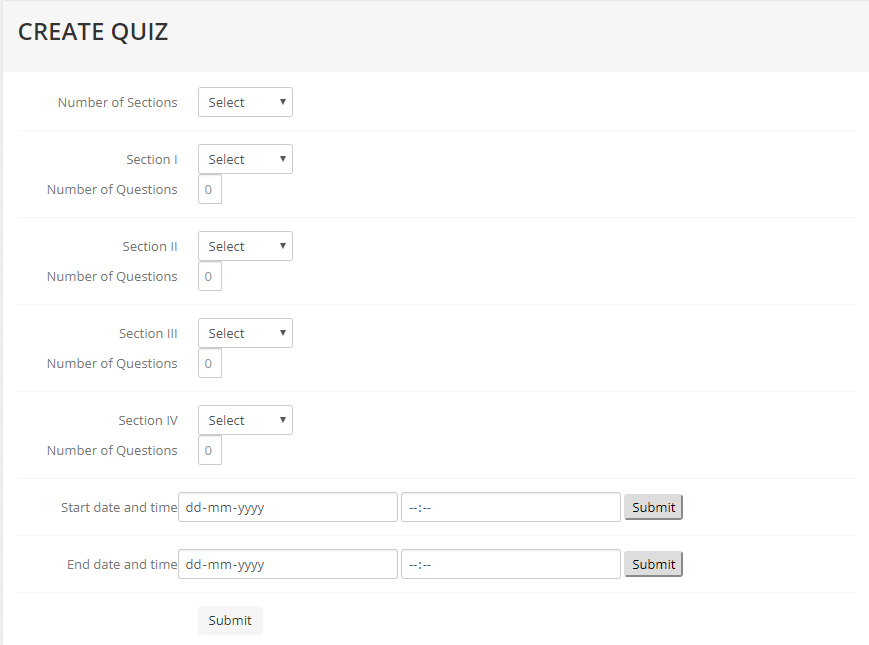 CREATE QUIZ
Number of Sections Select
Section I Select
Number of Questions 0
Section II Select
Number of Questions 0
Section III Select
Number of Questions 0
Section IV Select
Number of Questions 0
Start date and time dd-mm-yyyy --:-- Submit
End date and time dd-mm-yyyy --:-- Submit
Submit